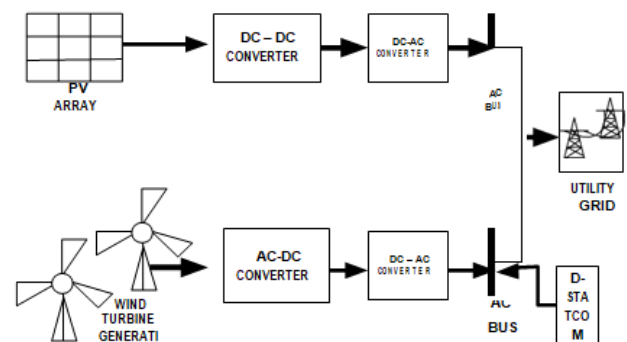 PV
ARRAY
DC – DC
CONVERTER
DC-AC
CONVERTER
AC
BUS
UTILITY
GRID
WIND
TURBINE
GENERATI
AC-DC
CONVERTER
DC – AC
CONVERTER
AC
BUS
D-
STA
TCO
M